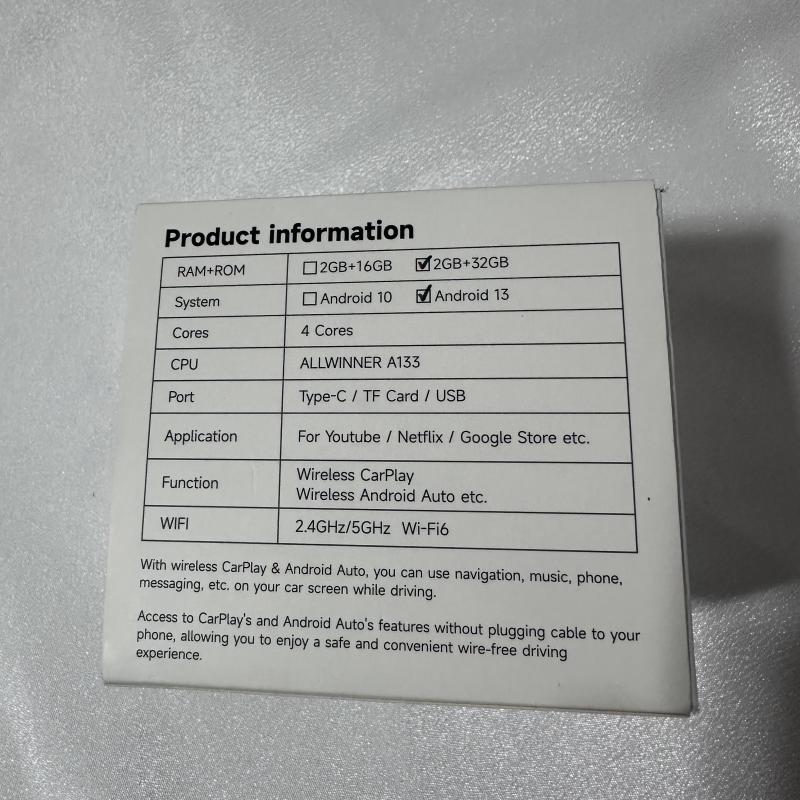 Product information
RAM+ROM ☐2GB+16GB ☑2GB+32GB
System ☐Android 10 ☑Android 13
Cores 4 Cores
CPU ALLWINNER A133
Port Type-C / TF Card / USB
Application For Youtube / Netflix / Google Store etc.
Function Wireless CarPlay
Wireless Android Auto etc.
WIFI 2.4GHz/5GHz Wi-Fi6
With wireless CarPlay & Android Auto, you can use navigation, music, phone,
messaging, etc. on your car screen while driving.
Access to CarPlay's and Android Auto's features without plugging cable to your
phone, allowing you to enjoy a safe and convenient wire-free driving
experience.